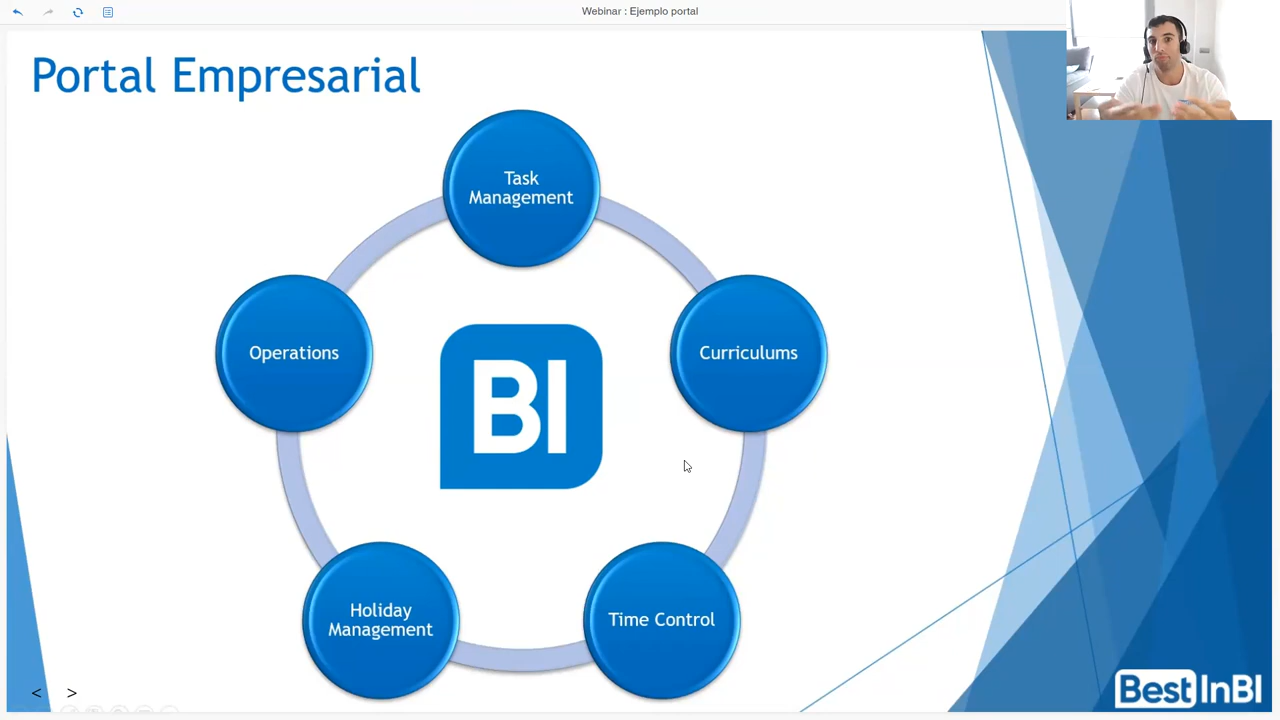 Webinar : Ejemplo portal
Portal Empresarial
Task
Management
Operations
Curriculums
BI
Holiday
Management
Time Control
< >
BestInBI